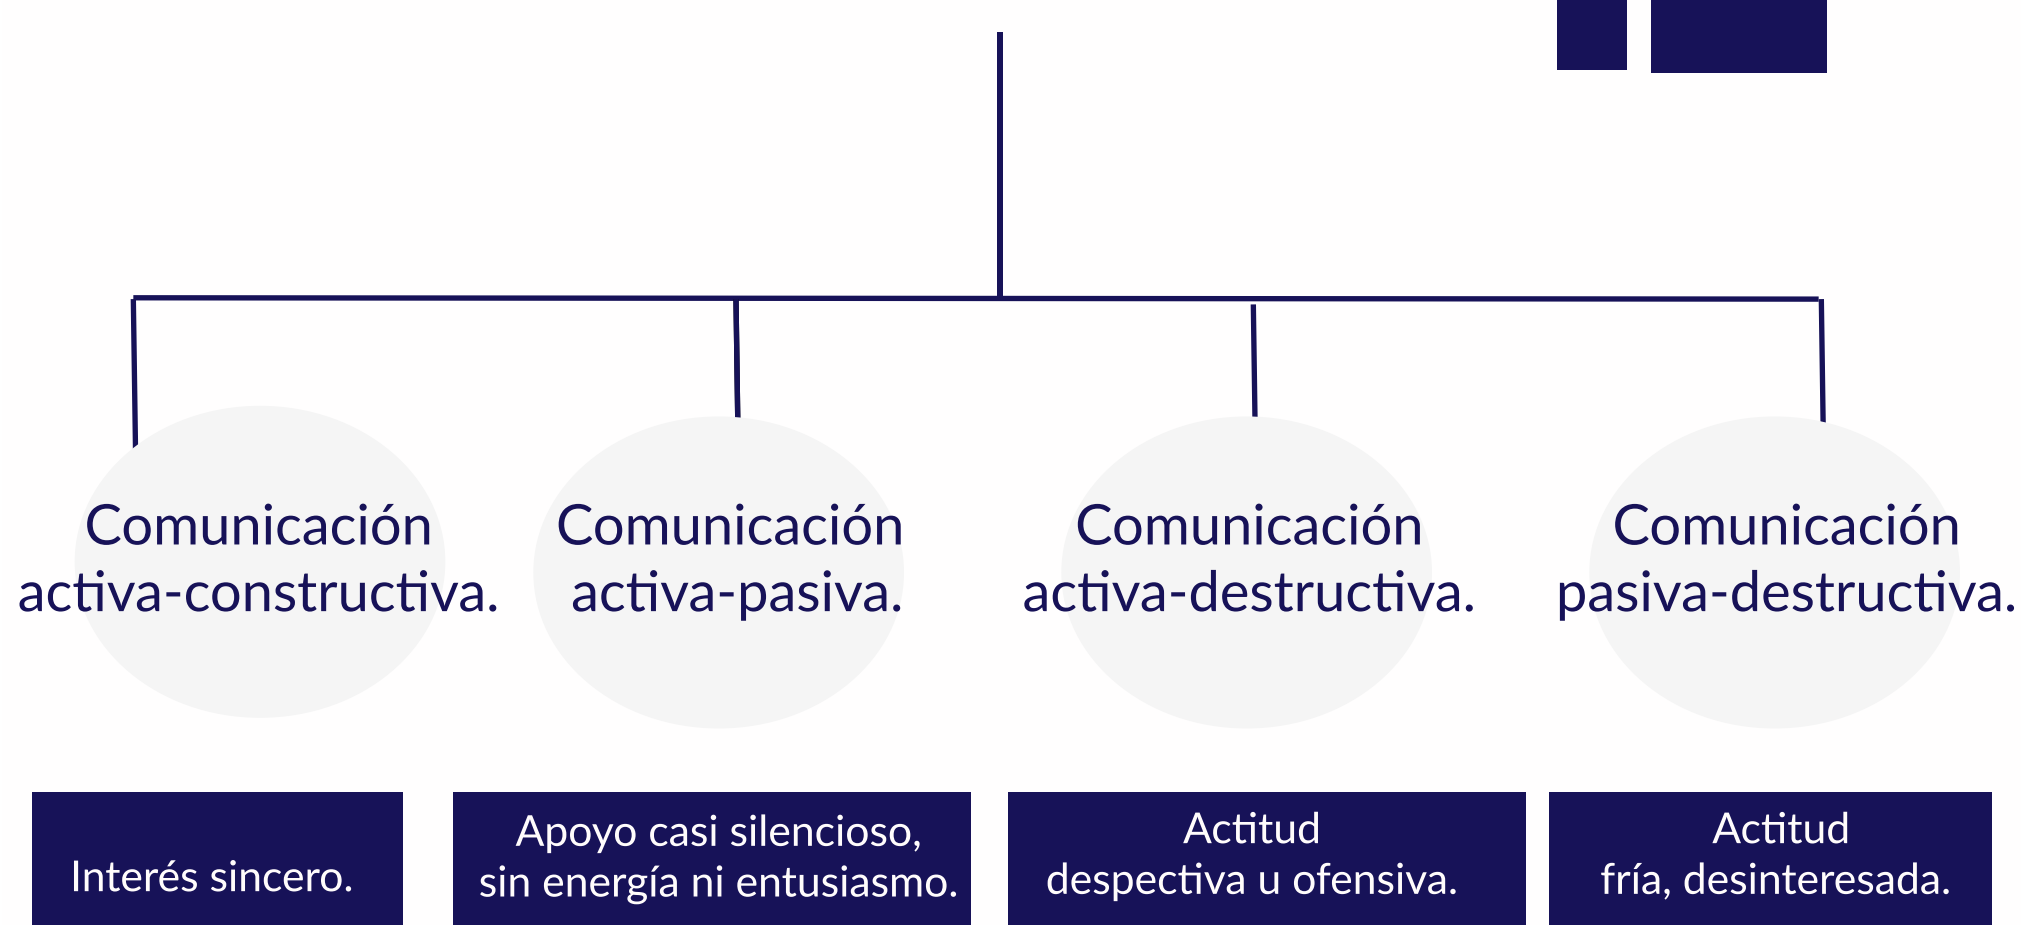 Comunicación
activa-constructiva.
Comunicación
activa-pasiva.
Comunicación
activa-destructiva.
Comunicación
pasiva-destructiva.
Interés sincero.
Apoyo casi silencioso,
sin energía ni entusiasmo.
Actitud
despectiva u ofensiva.
Actitud
fría, desinteresada.